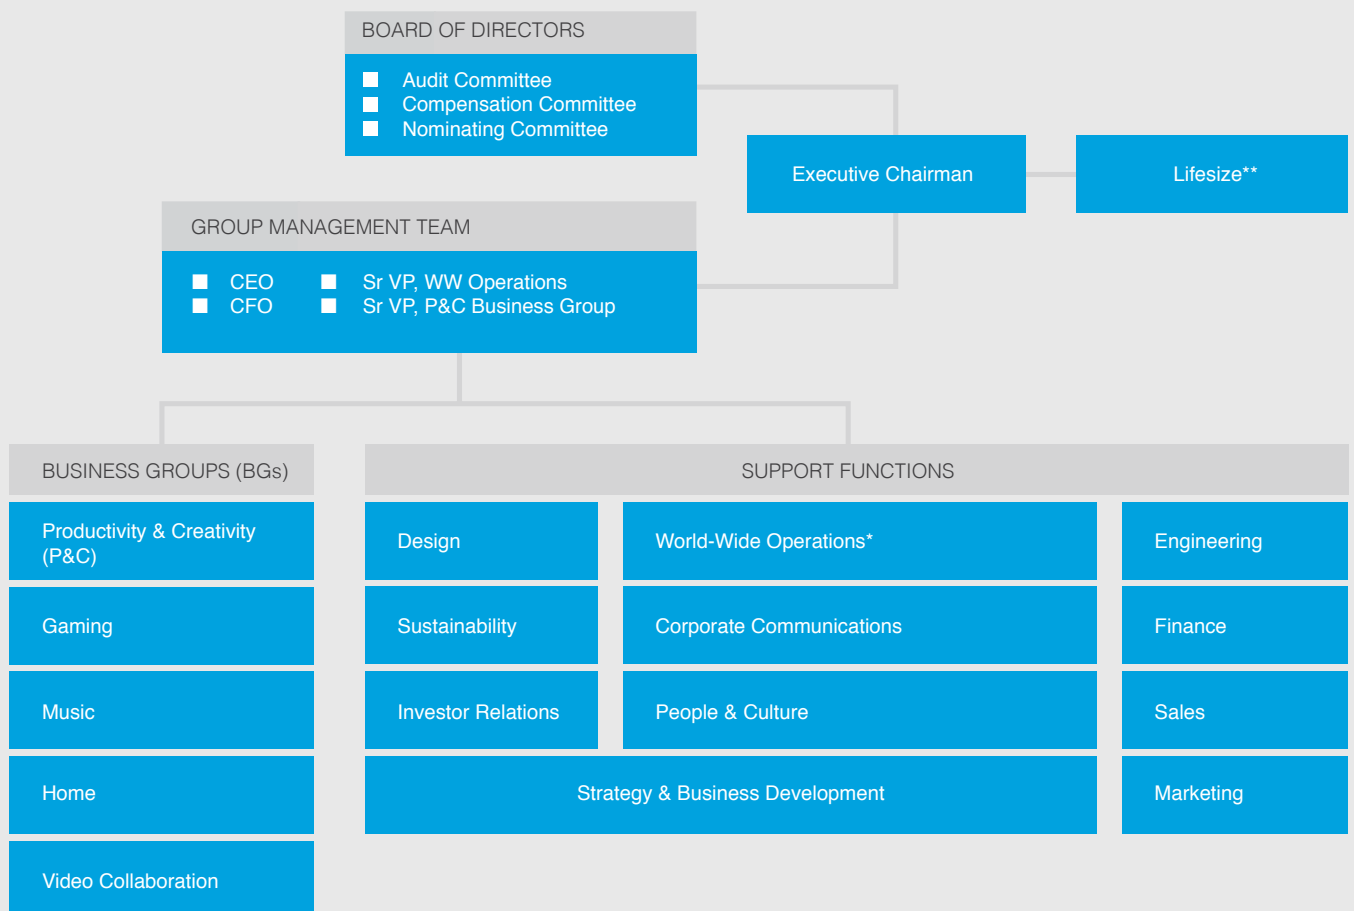 BOARD OF DIRECTORS
Audit Committee
Compensation Committee
Nominating Committee
Executive Chairman
Lifesize**
GROUP MANAGEMENT TEAM
CEO
Sr VP, WW Operations
CFO
Sr VP, P&C Business Group
BUSINESS GROUPS (BGs)
Productivity & Creativity
(P&C)
Gaming
Music
Home
Video Collaboration
SUPPORT FUNCTIONS
Design
World-Wide Operations*
Engineering
Sustainability
Corporate Communications
Finance
Investor Relations
People & Culture
Sales
Strategy & Business Development
Marketing